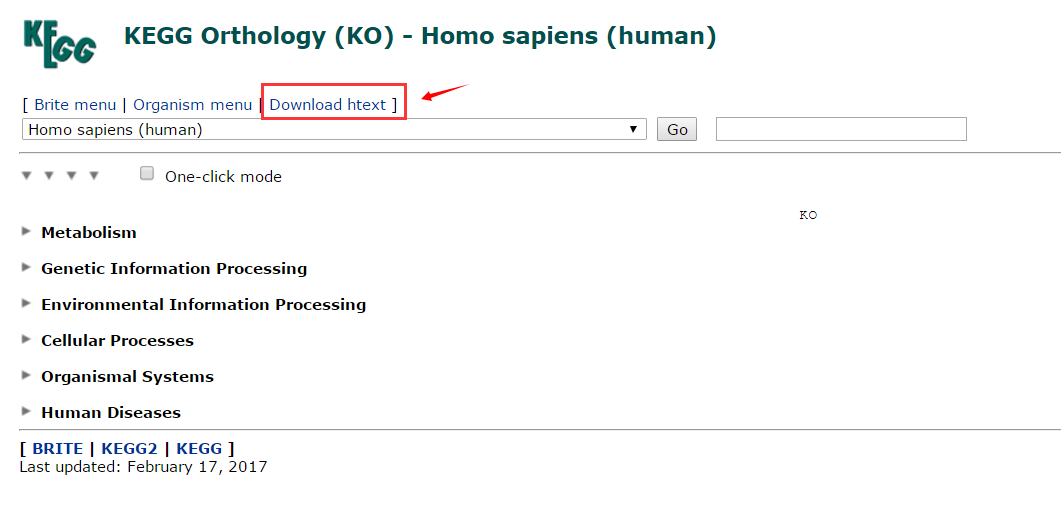 KEGG
KEGG Orthology (KO) - Homo sapiens (human)
[ Brite menu | Organism menu | Download htext ]
Homo sapiens (human) ▼ Go
One-click mode
KO
Metabolism
Genetic Information Processing
Environmental Information Processing
Cellular Processes
Organismal Systems
Human Diseases
[ BRITE | KEGG2 | KEGG ]
Last updated: February 17, 2017